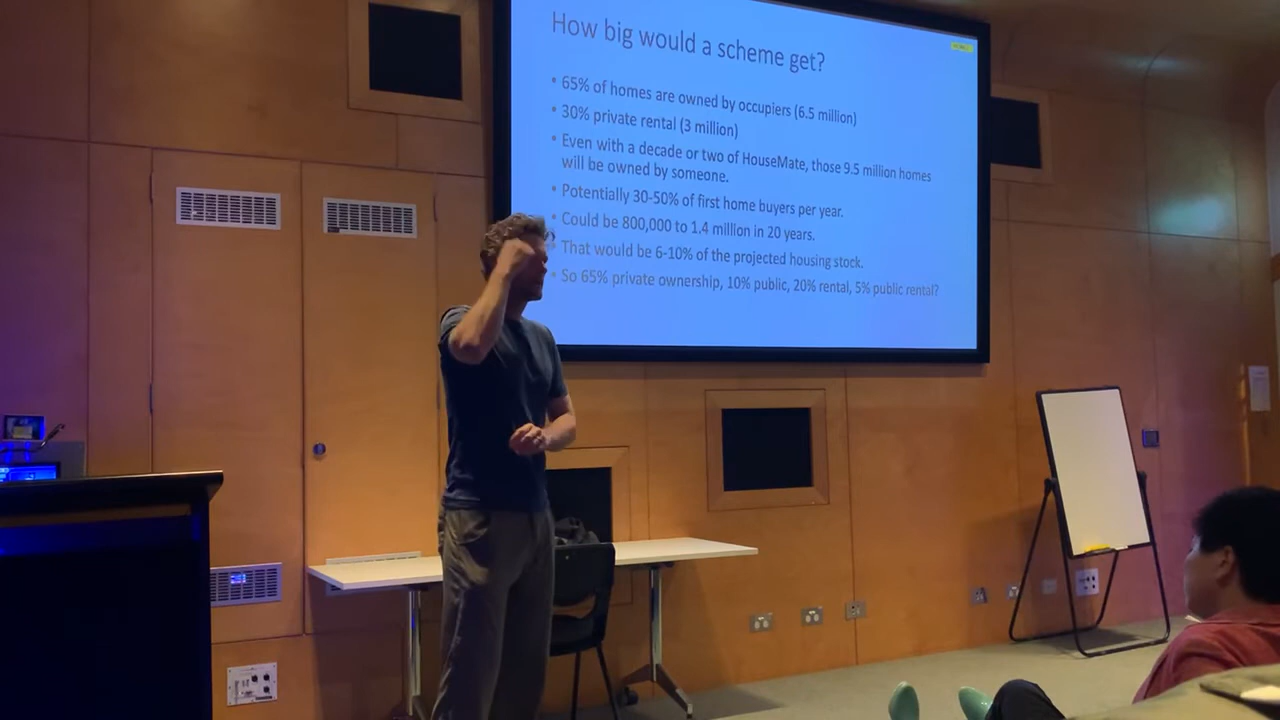 How big would a scheme get?
• 65% of homes are owned by occupiers (6.5 million)
• 30% private rental (3 million)
• Even with a decade or two of HouseMate, those 9.5 million homes
will be owned by someone.
• Potentially 30-50% of first home buyers per year.
• Could be 800,000 to 1.4 million in 20 years.
• That would be 6-10% of the projected housing stock.
• So 65% private ownership, 10% public, 20% rental, 5% public rental?